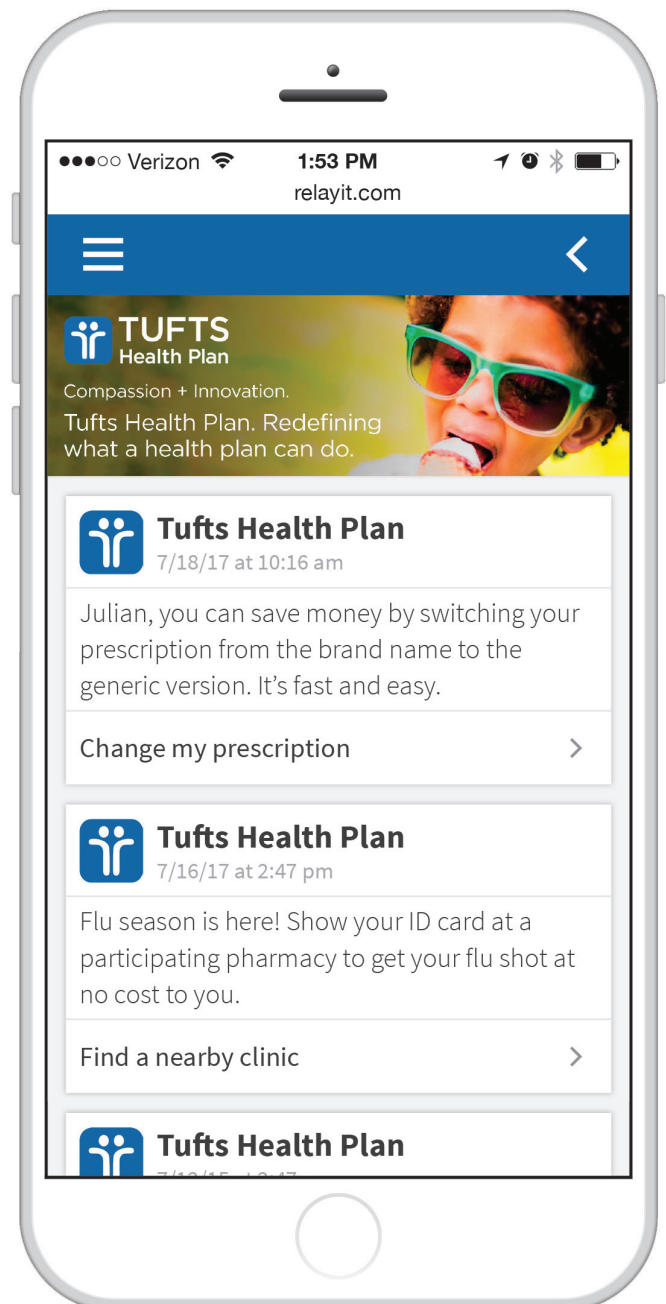 Verizon 1:53 PM
relayit.com
TUFTS
Health Plan
Compassion + Innovation.
Tufts Health Plan. Redefining
what a health plan can do.
Tufts Health Plan
7/18/17 at 10:16 am
Julian, you can save money by switching your
prescription from the brand name to the
generic version. It’s fast and easy.
Change my prescription
Tufts Health Plan
7/16/17 at 2:47 pm
Flu season is here! Show your ID card at a
participating pharmacy to get your flu shot at
no cost to you.
Find a nearby clinic
Tufts Health Plan